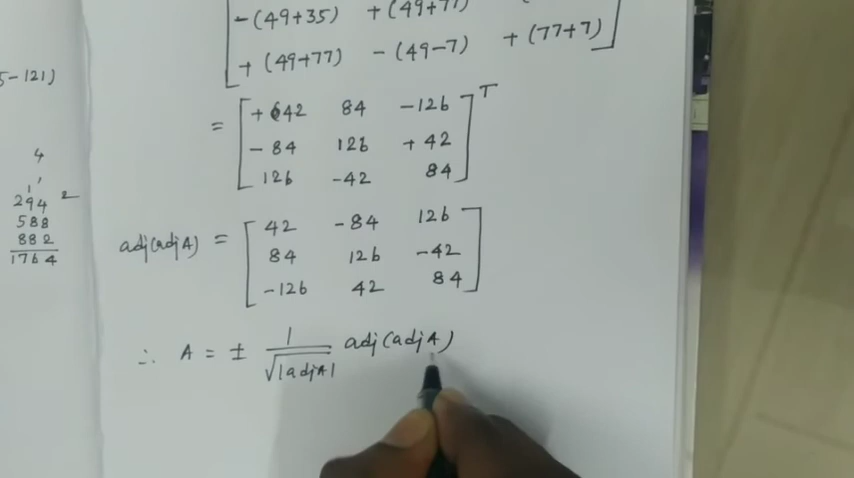 -(49+35) +(49+77)
+(49+77) -(49-7) +(77+7)
5-121)
= [+42 84 -126]T
-84 126 +42
126 -42 84
4
1'
294 2
588
882
1764
adj(adjA) = [42 -84 126]
84 126 -42
-126 42 84
∴ A = ± 1/√|adjA| adj(adjA)